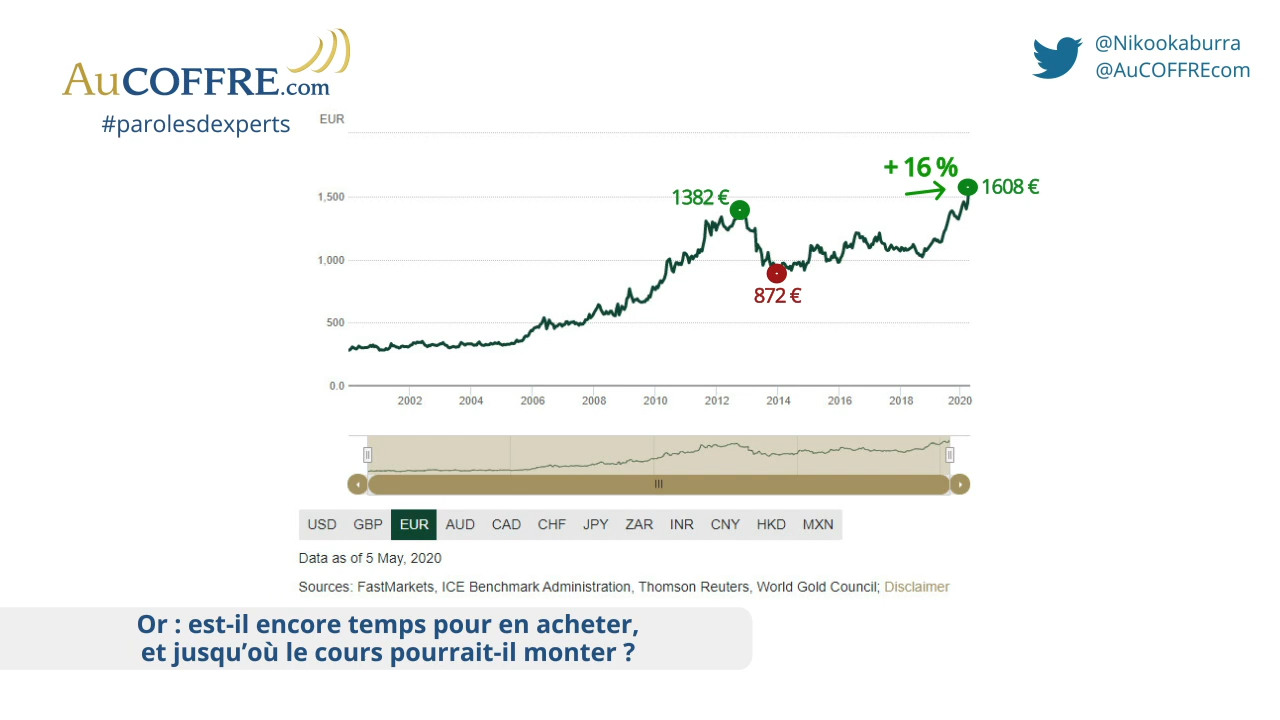 AuCOFFRE.com
#parolesdexperts
@Nikookaburra
@AuCOFFREcom
EUR
+ 16 %
1382 €
1608 €
872 €
1,500
1,000
500
0.0
2002 2004 2006 2008 2010 2012 2014 2016 2018 2020
USD GBP EUR AUD CAD CHF JPY ZAR INR CNY HKD MXN
Data as of 5 May, 2020
Sources: FastMarkets, ICE Benchmark Administration, Thomson Reuters, World Gold Council; Disclaimer
Or : est-il encore temps pour en acheter,
et jusqu’où le cours pourrait-il monter ?